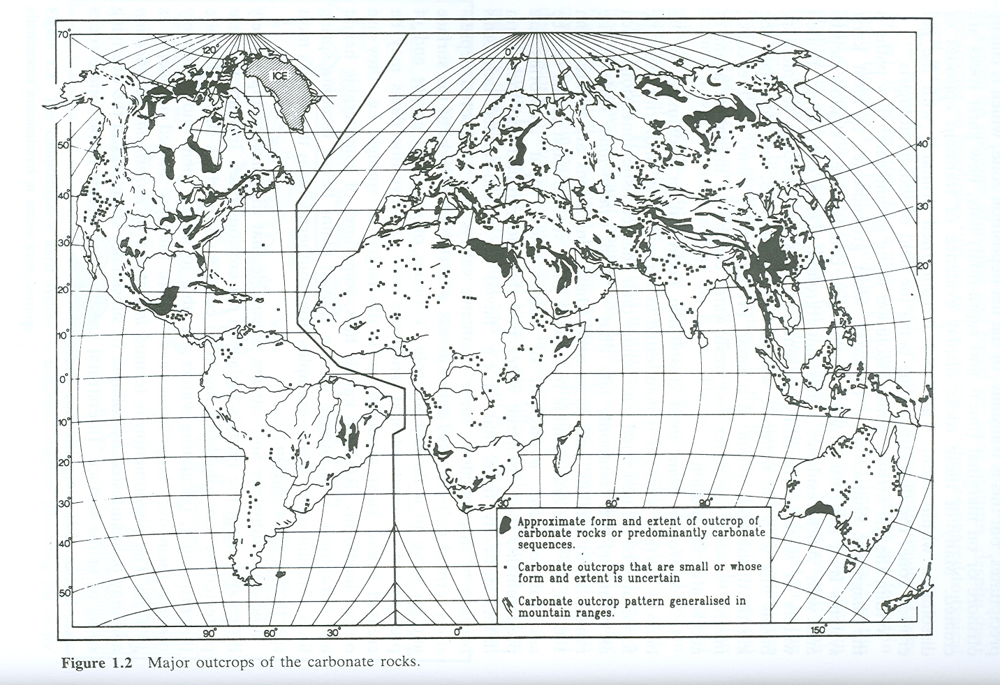 70°
120°
0°
ICE
50°
40°
40°
30°
30°
20°
20°
10°
0°
10°
20°
30°
30°
60°
90°
40°
50°
Approximate form and extent of outcrop of
carbonate rocks or predominantly carbonate
sequences.
Carbonate outcrops that are small or whose
form and extent is uncertain
Carbonate outcrop pattern generalised in
mountain ranges.
90°
60°
30°
0°
150°
Figure 1.2 Major outcrops of the carbonate rocks.